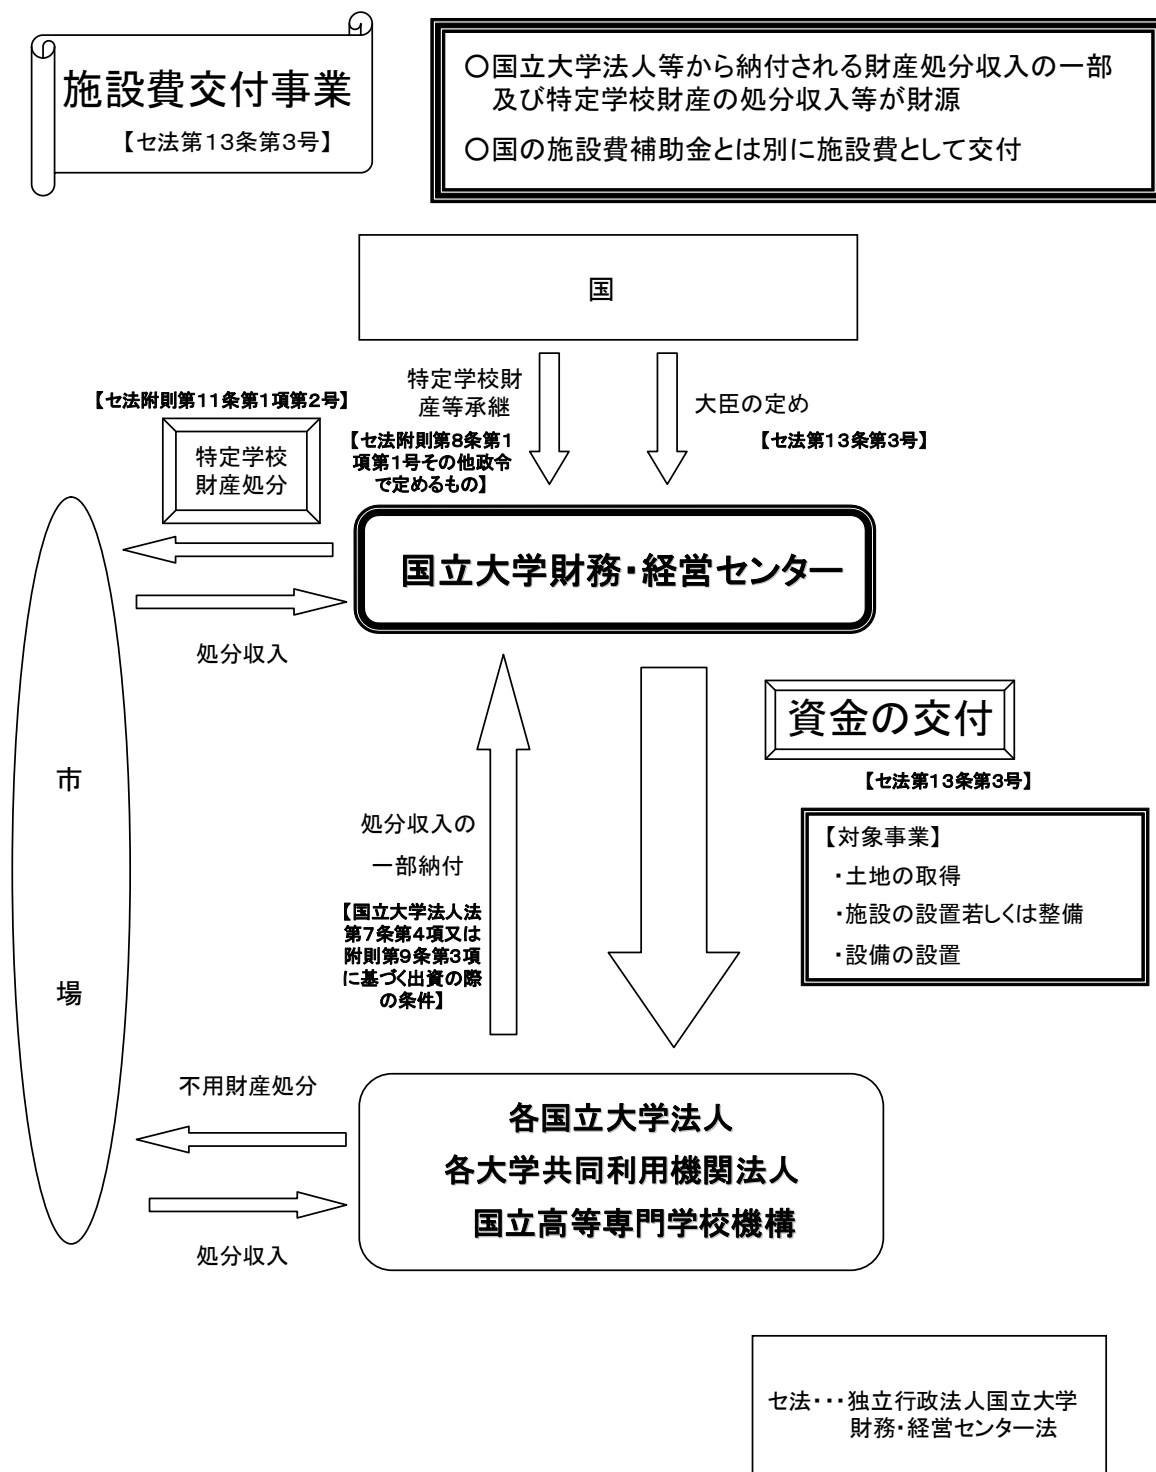 施設費交付事業
【セ法第13条第3号】
○国立大学法人等から納付される財産処分収入の一部
及び特定学校財産の処分収入等が財源
○国の施設費補助金とは別に施設費として交付
国
特定学校財
産等承継
【セ法附則第8条第1
項第1号その他政令
で定めるもの】
大臣の定め
【セ法第13条第3号】
【セ法附則第11条第1項第2号】
特定学校
財産処分
国立大学財務・経営センター
処分収入
市
場
資金の交付
【セ法第13条第3号】
【対象事業】
・土地の取得
・施設の設置若しくは整備
・設備の設置
処分収入の
一部納付
【国立大学法人法
第7条第4項又は
附則第9条第3項
に基づく出資の際
の条件】
不用財産処分
処分収入
各国立大学法人
各大学共同利用機関法人
国立高等専門学校機構
セ法・・・独立行政法人国立大学
財務・経営センター法